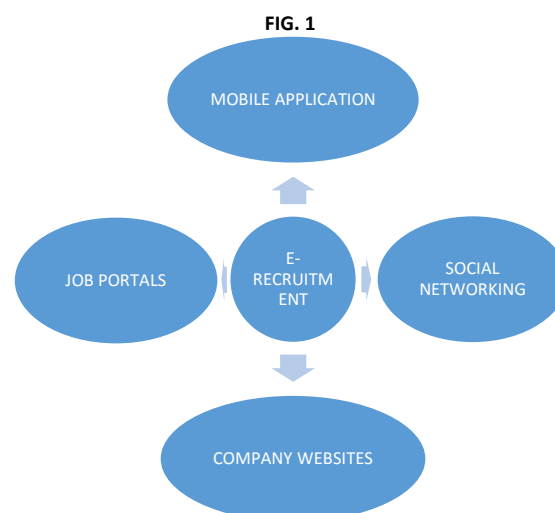 FIG. 1
MOBILE APPLICATION
JOB PORTALS
E-
RECRUITM
ENT
SOCIAL
NETWORKING
COMPANY WEBSITES